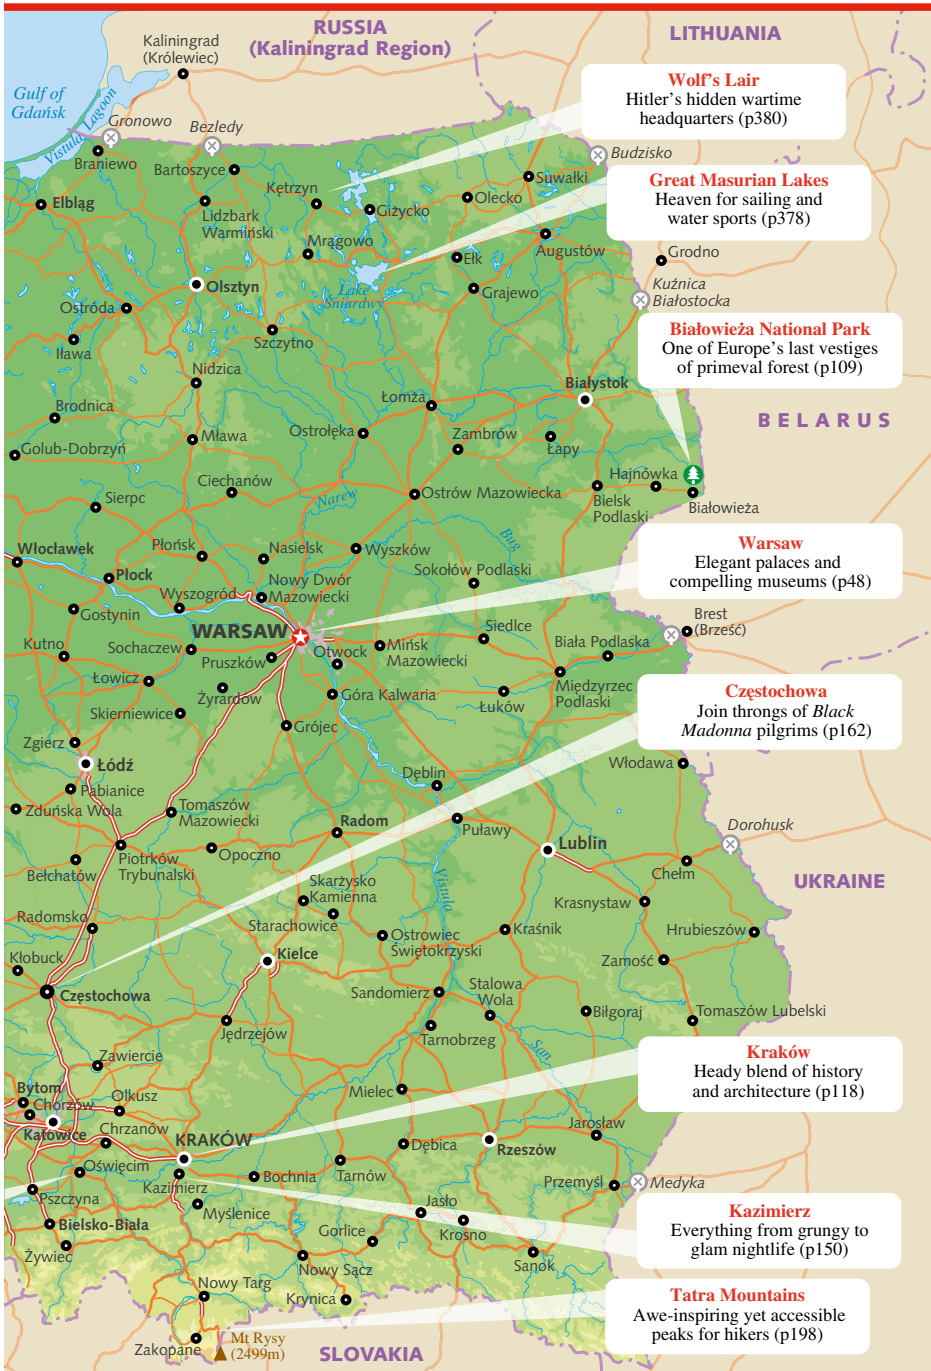 RUSSIA
(Kaliningrad Region)
LITHUANIA
Kaliningrad
(Królewiec)
Gulf of
Gdańsk
Vistula Lagoon
Gronowo
Bezledy
Braniewo
Bartoszyce
Wolf's Lair
Hitler's hidden wartime
headquarters (p380)
Budzisko
Suwałki
Kętrzyn
Giżycko
Olecko
Elbląg
Lidzbark
Warmiński
Great Masurian Lakes
Heaven for sailing and
water sports (p378)
Mrągowo
Augustów
Grodno
Ełk
Olsztyn
Lake
Śniardwy
Grajewo
Kuźnica
Białostocka
Ostróda
Szczytno
Iława
Białowieża National Park
One of Europe's last vestiges
of primeval forest (p109)
Nidzica
Białystok
Łomża
Brodnica
BELARUS
Mława
Ostrołęka
Zambrów
Łapy
Golub-Dobrzyń
Hajnówka
Ciechanów
Narew
Ostrów Mazowiecka
Bielsk
Podlaski
Białowieża
Sierpc
Bug
Włocławek
Płońsk
Nasielsk
Wyszków
Warsaw
Elegant palaces and
compelling museums (p48)
Płock
Sokołów Podlaski
Nowy Dwór
Mazowiecki
Wyszogród
Gostynin
WARSAW
Siedlce
Brest
(Brześć)
Kutno
Sochaczew
Pruszków
Otwock
Mińsk
Mazowiecki
Biała Podlaska
Łowicz
Żyrardów
Góra Kalwaria
Łuków
Międzyrzec
Podlaski
Skierniewice
Grójec
Częstochowa
Join throngs of Black
Madonna pilgrims (p162)
Zgierz
Łódź
Pabianice
Dęblin
Włodawa
Zduńska Wola
Tomaszów
Mazowiecki
Radom
Puławy
Dorohusk
Piotrków
Trybunalski
Opoczno
Lublin
Bełchatów
Chełm
Skarżysko
Kamienna
Vistula
UKRAINE
Radomsko
Starachowice
Krasnystaw
Kłobuck
Ostrowiec
Świętokrzyski
Kraśnik
Hrubieszów
Kielce
Zamość
Częstochowa
Sandomierz
Stalowa
Wola
Jędrzejów
Tarnobrzeg
Biłgoraj
Tomaszów Lubelski
Zawiercie
San
Kraków
Heady blend of history
and architecture (p118)
Bytom
Chorzów
Olkusz
Mielec
Katowice
Chrzanów
KRAKÓW
Dębica
Rzeszów
Jarosław
Oświęcim
Kazimierz
Bochnia
Tarnów
Przemyśl
Medyka
Pszczyna
Myślenice
Jasło
Kazimierz
Everything from grungy to
glam nightlife (p150)
Bielsko-Biała
Gorlice
Krosno
Żywiec
Nowy Sącz
Sanok
Nowy Targ
Krynica
Tatra Mountains
Awe-inspiring yet accessible
peaks for hikers (p198)
Zakopane
Mt Rysy
(2499m)
SLOVAKIA